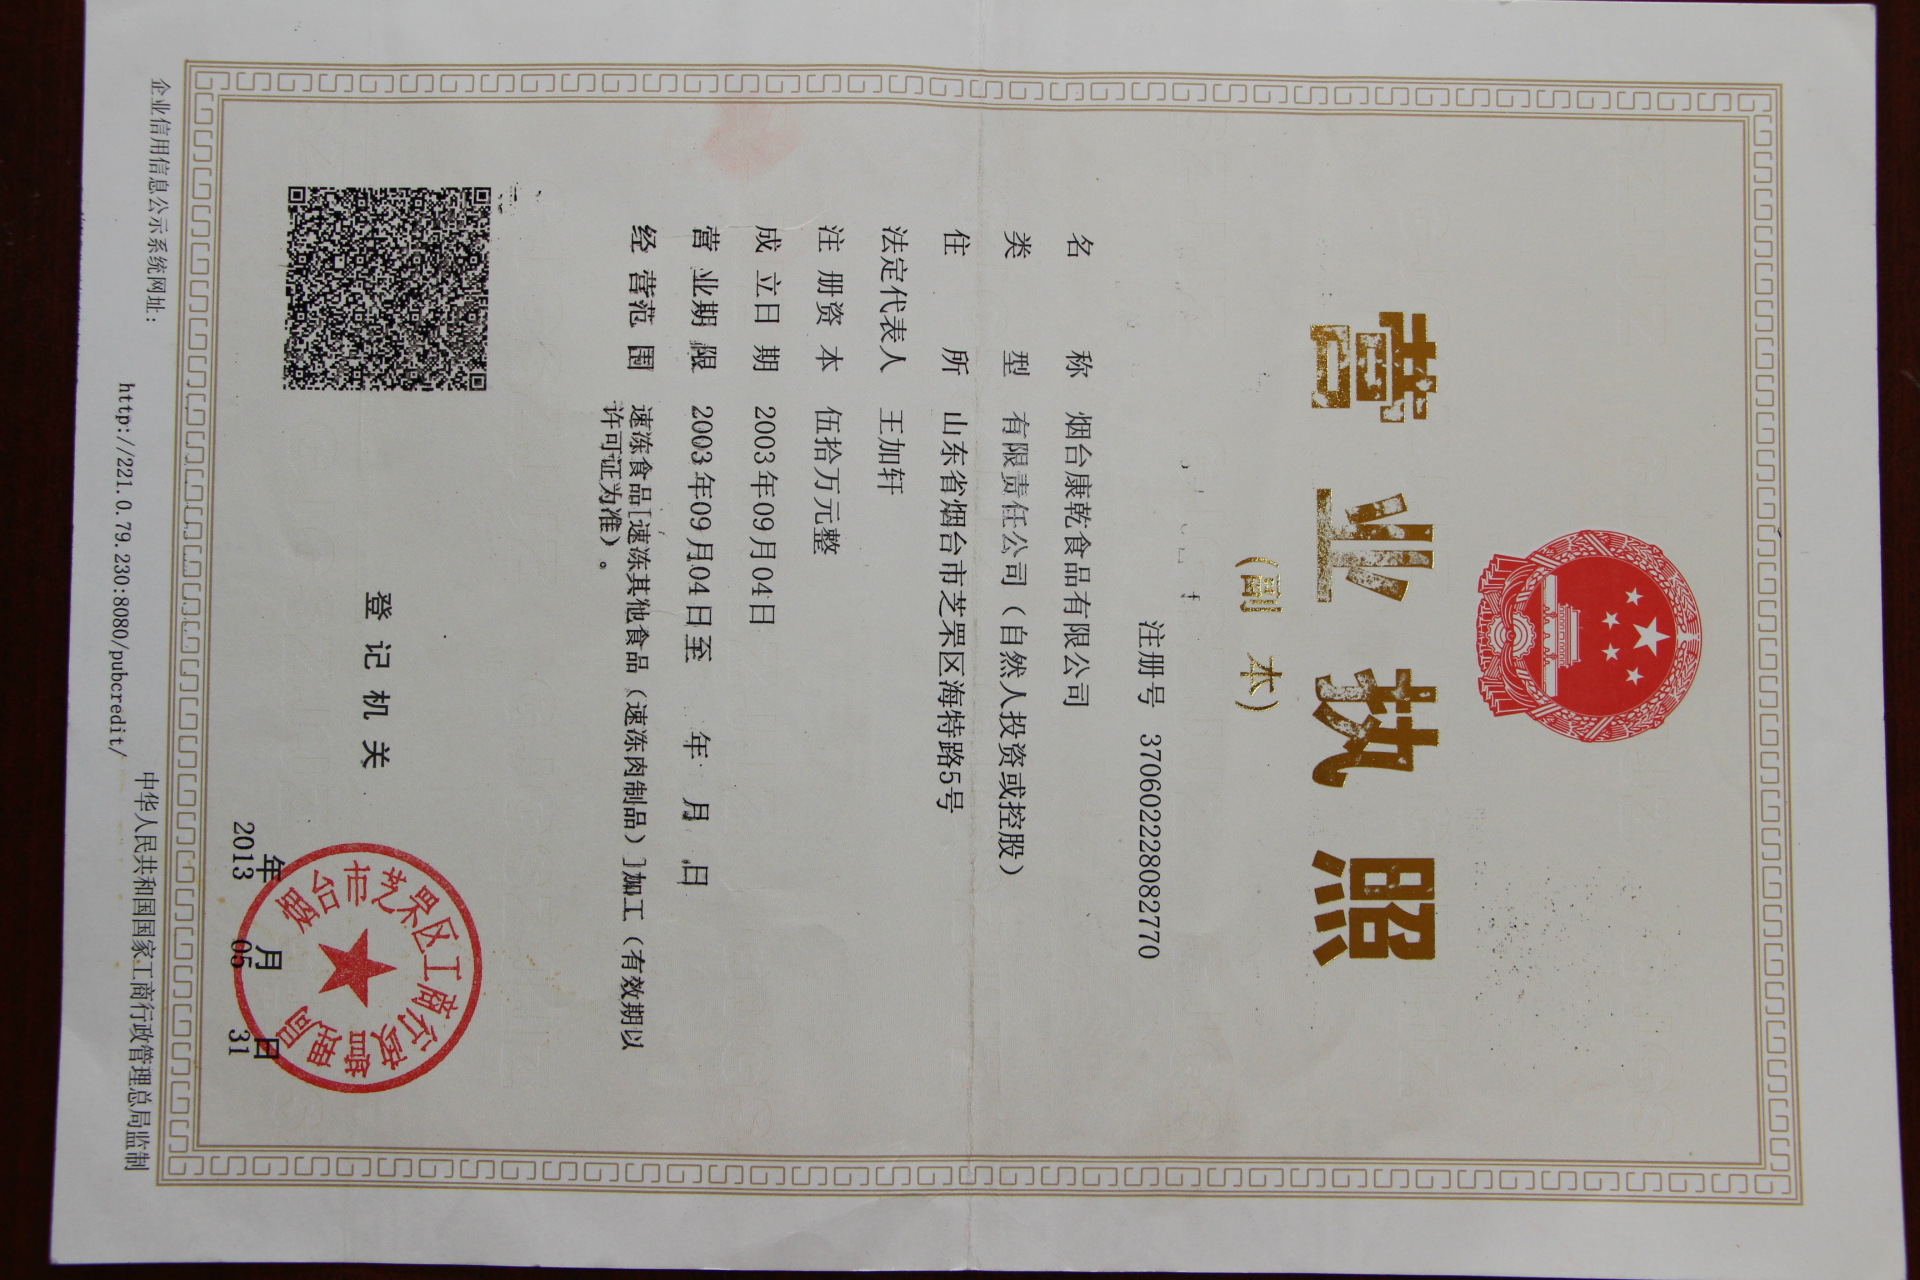 营业执照
（副 本）
注册号 370602228082770
名 称 烟台康乾食品有限公司
类 型 有限责任公司（自然人投资或控股）
住 所 山东省烟台市芝罘区海特路5号
法定代表人 王加轩
注 册 资 本 伍拾万元整
成 立 日 期 2003年09月04日
营 业 期 限 2003年09月04日至 年 月 日
经 营 范 围 速冻食品[速冻其他食品（速冻肉制品）]加工（有效期以
许可证为准）。
登 记 机 关
烟台市芝罘区工商行政管理局
年 月 日
2013 05 31
企业信用信息公示系统网址：
http://221.0.79.230:8080/pubcredit/
中华人民共和国国家工商行政管理总局监制